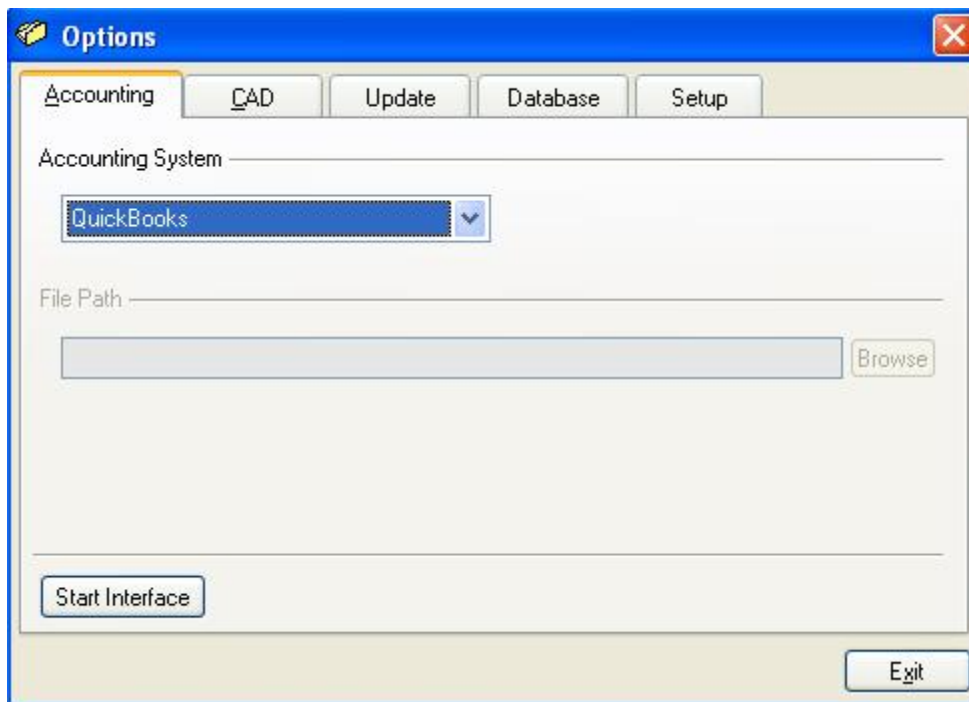 Options
Accounting CAD Update Database Setup
Accounting System
QuickBooks
File Path
Browse
Start Interface
Exit